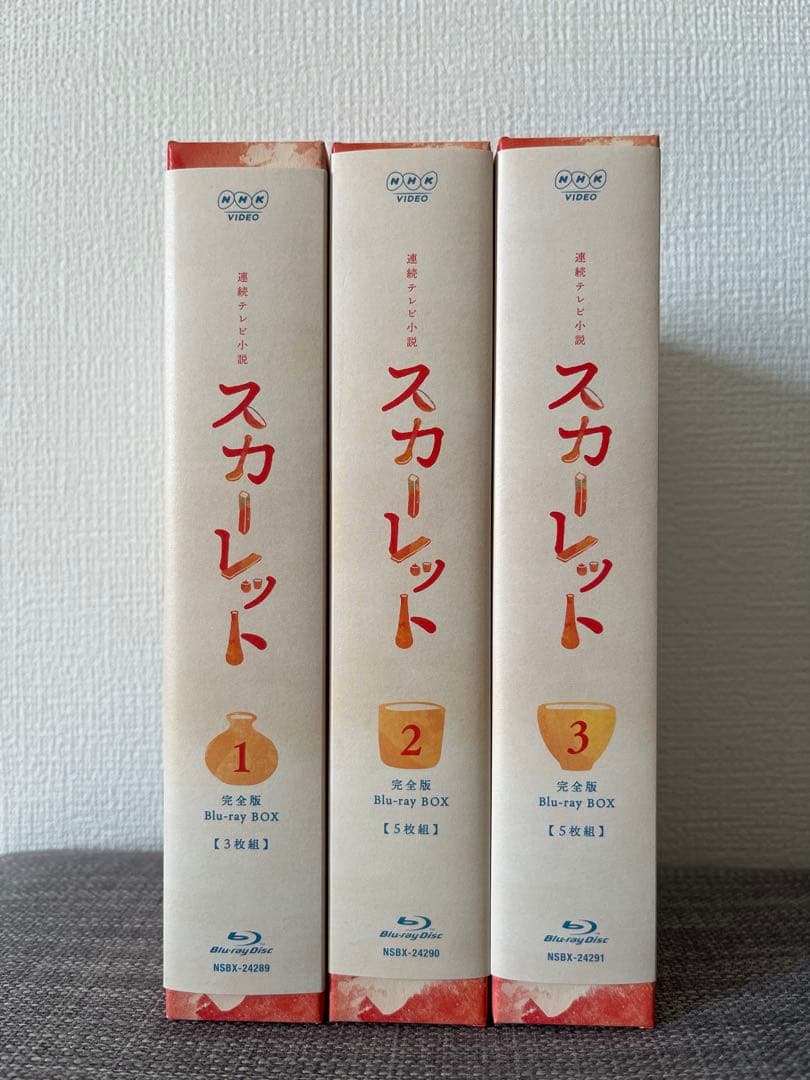 NHK
VIDEO
連続テレビ小説
スカーレット
1
完全版
Blu-ray BOX
【3枚組】
Blu-ray Disc
NSBX-24289
NHK
VIDEO
連続テレビ小説
スカーレット
2
完全版
Blu-ray BOX
【5枚組】
Blu-ray Disc
NSBX-24290
NHK
VIDEO
連続テレビ小説
スカーレット
3
完全版
Blu-ray BOX
【5枚組】
Blu-ray Disc
NSBX-24291